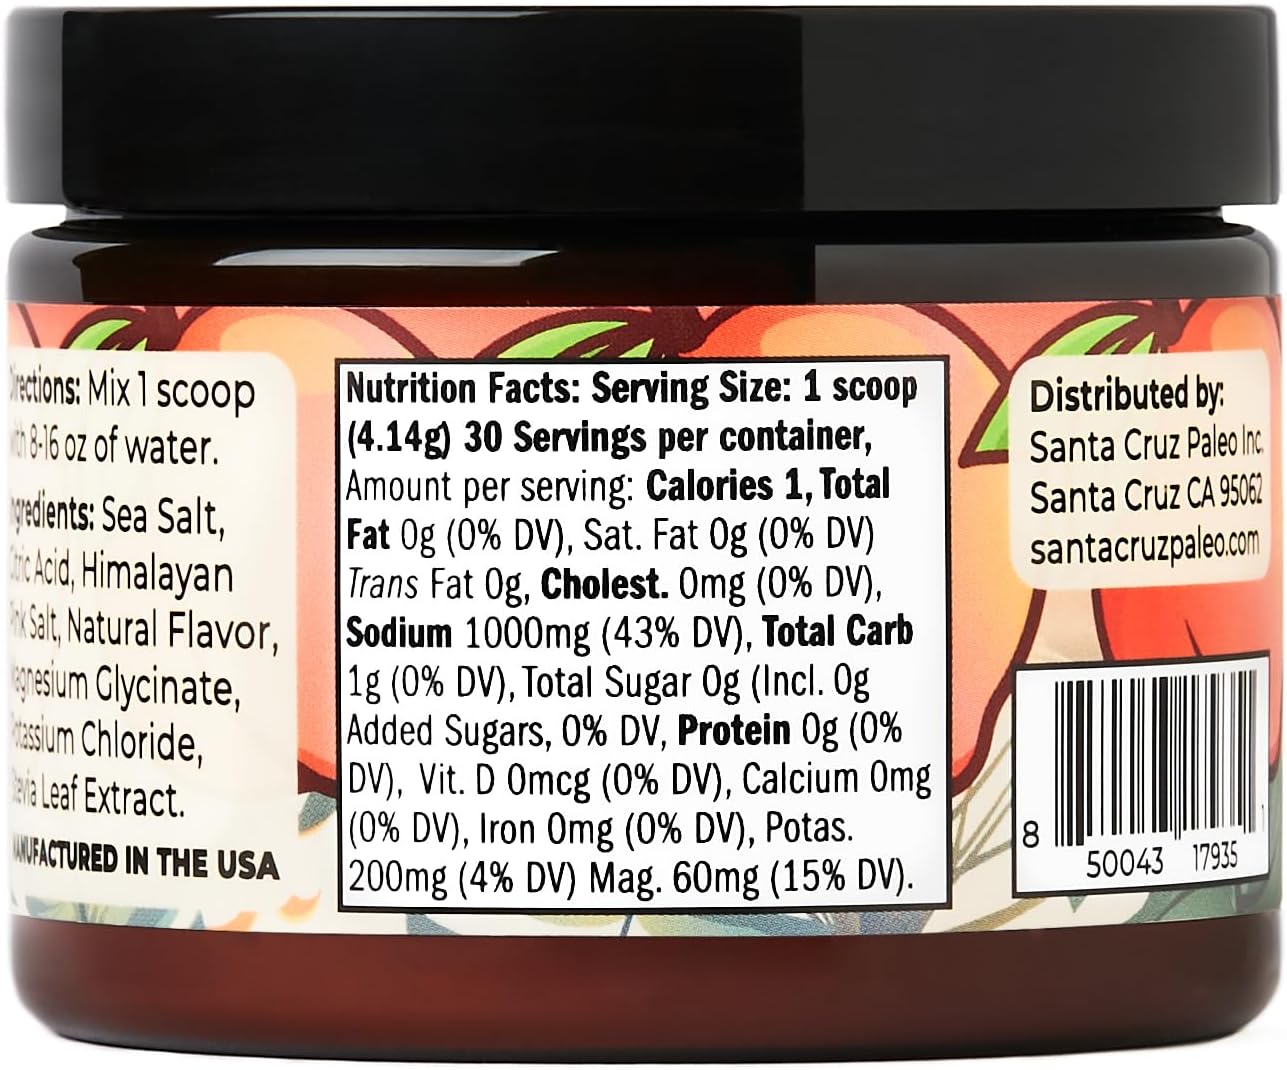 Directions: Mix 1 scoop
with 8-16 oz of water.
Ingredients: Sea Salt,
Citric Acid, Himalayan
Pink Salt, Natural Flavor,
Magnesium Glycinate,
Potassium Chloride,
Stevia Leaf Extract.
MANUFACTURED IN THE USA
Nutrition Facts: Serving Size: 1 scoop
(4.14g) 30 Servings per container,
Amount per serving: Calories 1, Total
Fat 0g (0% DV), Sat. Fat 0g (0% DV)
Trans Fat 0g, Cholest. 0mg (0% DV),
Sodium 1000mg (43% DV), Total Carb
1g (0% DV), Total Sugar 0g (Incl. 0g
Added Sugars, 0% DV, Protein 0g (0%
DV), Vit. D 0mcg (0% DV), Calcium 0mg
(0% DV), Iron 0mg (0% DV), Potas.
200mg (4% DV) Mag. 60mg (15% DV).
Distributed by:
Santa Cruz Paleo Inc.
Santa Cruz CA 95062
santacruzpaleo.com
8 50043 17935 1